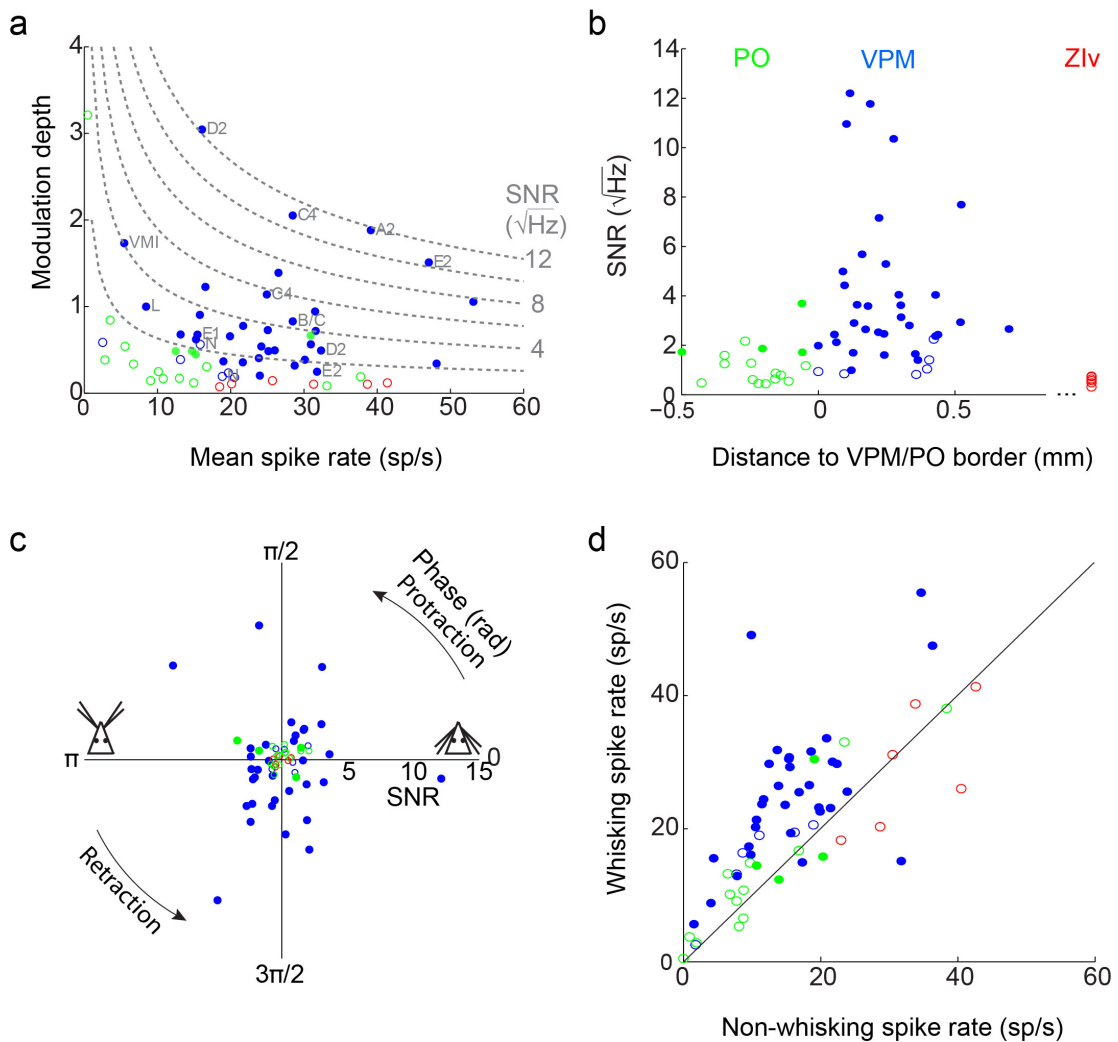 a
4
3
2
1
0
Modulation depth
0
10
20
30
40
50
60
Mean spike rate (sp/s)
D2
C4
A2
E2
VMI
C4
L
B/C
E1
N
D2
E2
N
SNR
(√Hz)
12
8
4
b
14
12
10
8
6
4
2
0
SNR (√Hz)
PO
VPM
ZIv
−0.5
0
0.5
...
Distance to VPM/PO border (mm)
c
π/2
Phase (rad)
Protraction
π
0
5
10
15
SNR
Retraction
3π/2
d
60
40
20
0
Whisking spike rate (sp/s)
0
20
40
60
Non-whisking spike rate (sp/s)